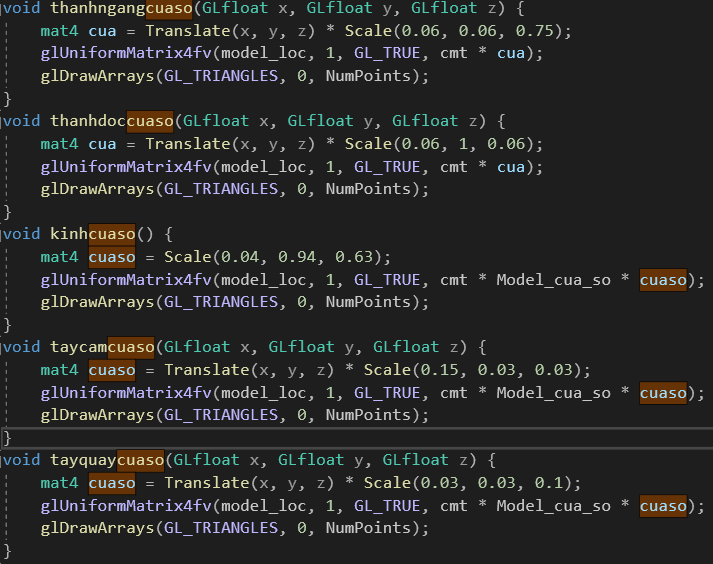 void thanhngangcuaso(GLfloat x, GLfloat y, GLfloat z) {
    mat4 cua = Translate(x, y, z) * Scale(0.06, 0.06, 0.75);
    glUniformMatrix4fv(model_loc, 1, GL_TRUE, cmt * cua);
    glDrawArrays(GL_TRIANGLES, 0, NumPoints);
}
void thanhdoccuaso(GLfloat x, GLfloat y, GLfloat z) {
    mat4 cua = Translate(x, y, z) * Scale(0.06, 1, 0.06);
    glUniformMatrix4fv(model_loc, 1, GL_TRUE, cmt * cua);
    glDrawArrays(GL_TRIANGLES, 0, NumPoints);
}
void kinhcuaso() {
    mat4 cuaso = Scale(0.04, 0.94, 0.63);
    glUniformMatrix4fv(model_loc, 1, GL_TRUE, cmt * Model_cua_so * cuaso);
    glDrawArrays(GL_TRIANGLES, 0, NumPoints);
}
void taycamcuaso(GLfloat x, GLfloat y, GLfloat z) {
    mat4 cuaso = Translate(x, y, z) * Scale(0.15, 0.03, 0.03);
    glUniformMatrix4fv(model_loc, 1, GL_TRUE, cmt * Model_cua_so * cuaso);
    glDrawArrays(GL_TRIANGLES, 0, NumPoints);
}
void tayquaycuaso(GLfloat x, GLfloat y, GLfloat z) {
    mat4 cuaso = Translate(x, y, z) * Scale(0.03, 0.03, 0.1);
    glUniformMatrix4fv(model_loc, 1, GL_TRUE, cmt * Model_cua_so * cuaso);
    glDrawArrays(GL_TRIANGLES, 0, NumPoints);
}